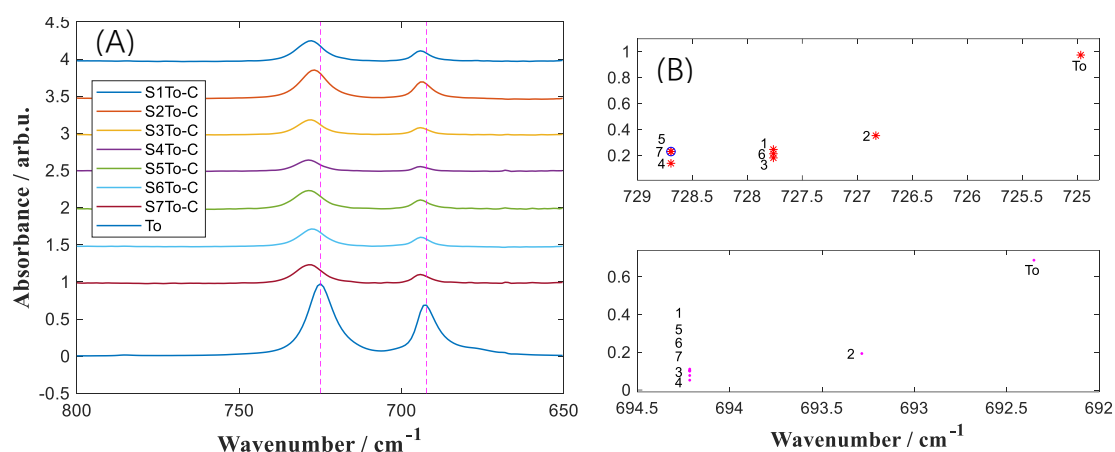 (A)
4.5
4
3.5
3
2.5
2
1.5
1
0.5
0
-0.5
800
750
700
650
Absorbance / arb.u.
Wavenumber / cm⁻¹
S1To-C
S2To-C
S3To-C
S4To-C
S5To-C
S6To-C
S7To-C
To
(B)
1
0.8
0.6
0.4
0.2
To
2
1
6
3
5
7
4
729 728.5 728 727.5 727 726.5 726 725.5 725
0.6
0.4
0.2
0
To
2
1
5
6
7
3
4
694.5 694 693.5 693 692.5 692
Wavenumber / cm⁻¹